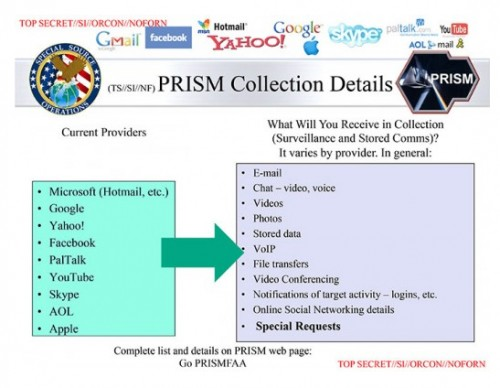 TOP SECRET//SI//ORCON//NOFORN
Gmail
facebook
msn
Hotmail
YAHOO!
Google
skype
paltalk.com
You Tube
AOL mail
SPECIAL SOURCE
OPERATIONS
(TS//SI//NF) PRISM Collection Details
PRISM
Current Providers
What Will You Receive in Collection
(Surveillance and Stored Comms)?
It varies by provider. In general:
• Microsoft (Hotmail, etc.)
• Google
• Yahoo!
• Facebook
• PalTalk
• YouTube
• Skype
• AOL
• Apple
• E-mail
• Chat – video, voice
• Videos
• Photos
• Stored data
• VoIP
• File transfers
• Video Conferencing
• Notifications of target activity – logins, etc.
• Online Social Networking details
• Special Requests
Complete list and details on PRISM web page:
Go PRISMFAA
TOP SECRET//SI//ORCON//NOFORN